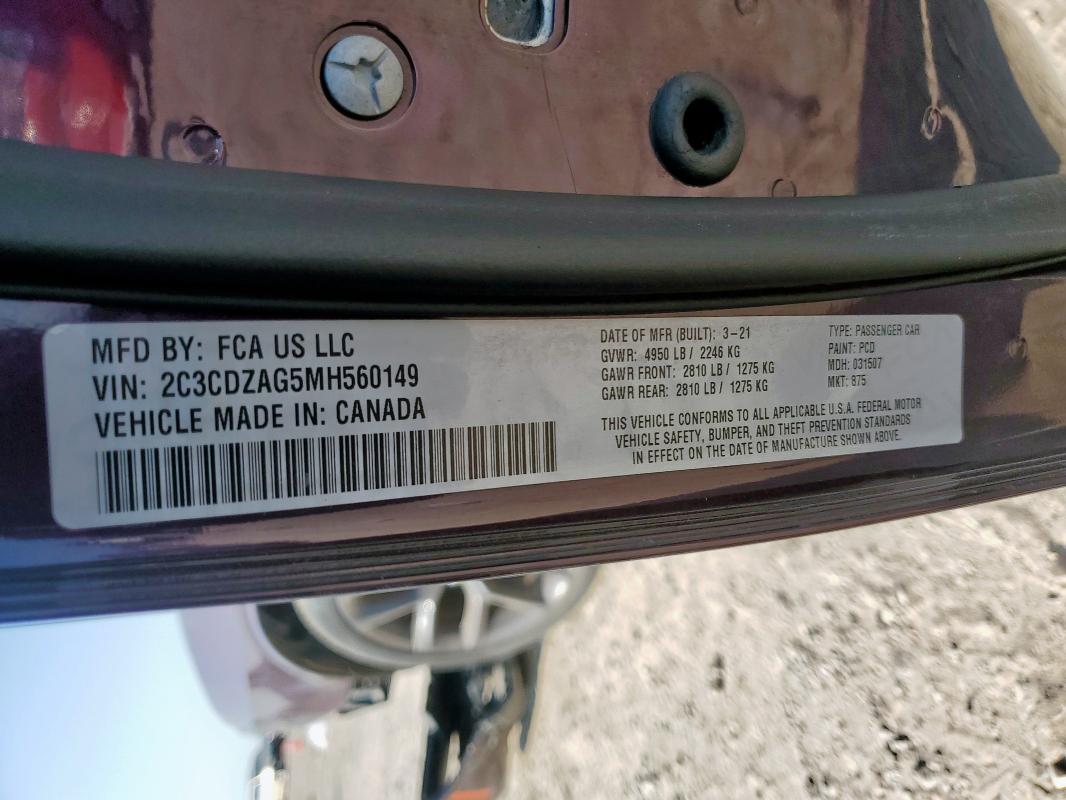 MFD BY: FCA US LLC
VIN: 2C3CDZAG5MH560149
VEHICLE MADE IN: CANADA
DATE OF MFR (BUILT): 3-21
GVWR: 4950 LB / 2246 KG
GAWR FRONT: 2810 LB / 1275 KG
GAWR REAR: 2810 LB / 1275 KG
TYPE: PASSENGER CAR
PAINT: PCD
MDH: 031507
MKT: 875
THIS VEHICLE CONFORMS TO ALL APPLICABLE U.S.A. FEDERAL MOTOR
VEHICLE SAFETY, BUMPER, AND THEFT PREVENTION STANDARDS
IN EFFECT ON THE DATE OF MANUFACTURE SHOWN ABOVE.